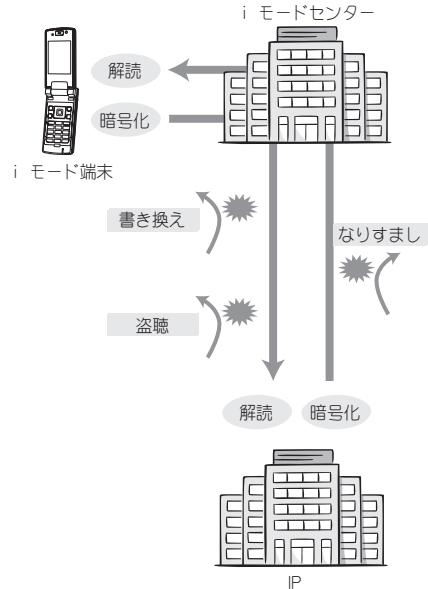 i モードセンター
解読
暗号化
i モード端末
書き換え
なりすまし
盗聴
解読
暗号化
IP